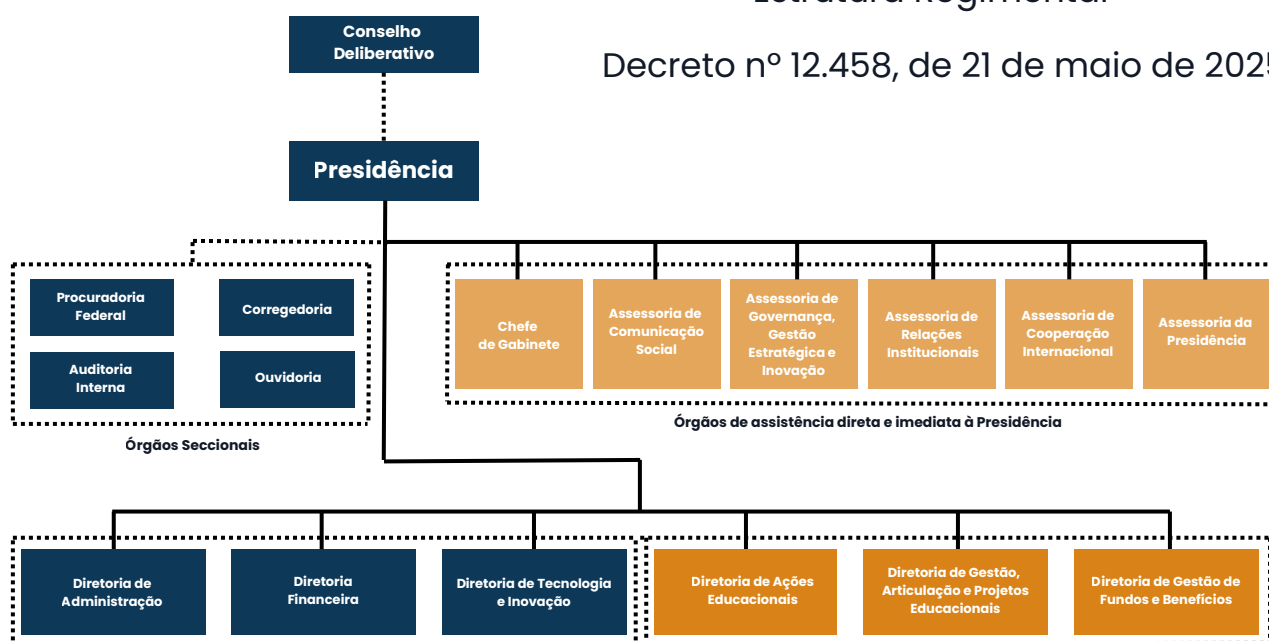 Estrutura Regimental
Decreto nº 12.458, de 21 de maio de 2025
Conselho
Deliberativo
Presidência
Procuradoria
Federal
Corregedoria
Auditoria
Interna
Ouvidoria
Órgãos Seccionais
Chefe
de Gabinete
Assessoria de
Comunicação
Social
Assessoria de
Governança,
Gestão
Estratégica e
Inovação
Assessoria de
Relações
Institucionais
Assessoria de
Cooperação
Internacional
Assessoria da
Presidência
Órgãos de assistência direta e imediata à Presidência
Diretoria de
Administração
Diretoria
Financeira
Diretoria de Tecnologia
e Inovação
Diretoria de Ações
Educacionais
Diretoria de Gestão,
Articulação e Projetos
Educacionais
Diretoria de Gestão de
Fundos e Benefícios